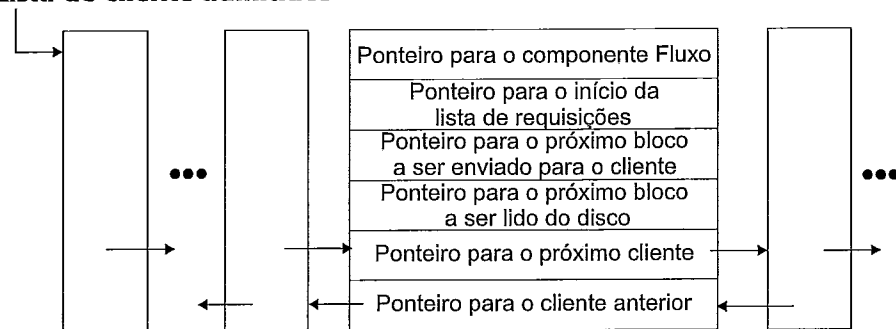 Ponteiro para o componente Fluxo
Ponteiro para o início da
lista de requisições
Ponteiro para o próximo bloco
a ser enviado para o cliente
Ponteiro para o próximo bloco
a ser lido do disco
Ponteiro para o próximo cliente
Ponteiro para o cliente anterior